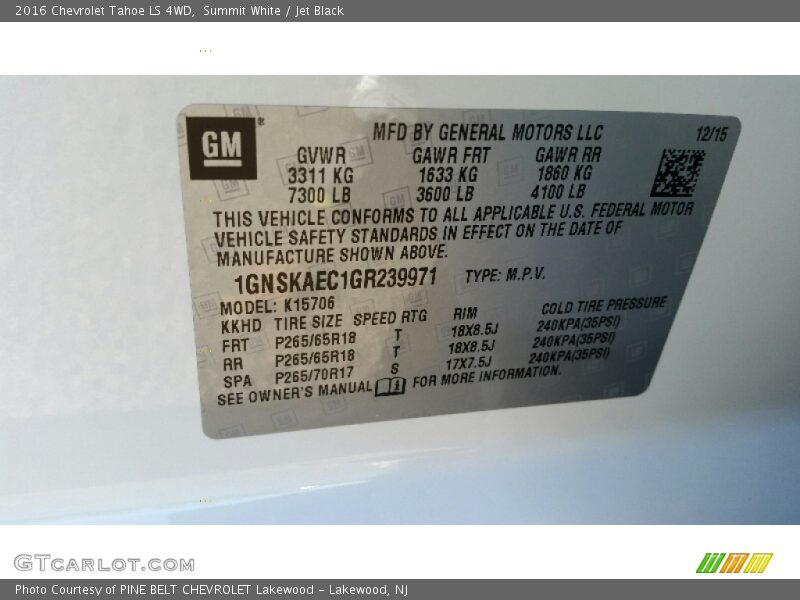 2016 Chevrolet Tahoe LS 4WD, Summit White / Jet Black
GM
MFD BY GENERAL MOTORS LLC 12/15
GVWR GAWR FRT GAWR RR
3311 KG 1633 KG 1860 KG
7300 LB 3600 LB 4100 LB
THIS VEHICLE CONFORMS TO ALL APPLICABLE U.S. FEDERAL MOTOR
VEHICLE SAFETY STANDARDS IN EFFECT ON THE DATE OF
MANUFACTURE SHOWN ABOVE.
1GNSKAEC1GR239971 TYPE: M.P.V.
MODEL: K15706
KKHD TIRE SIZE SPEED RTG RIM COLD TIRE PRESSURE
FRT P265/65R18 T 18X8.5J 240KPA(35PSI)
RR P265/65R18 T 18X8.5J 240KPA(35PSI)
SPA P265/70R17 S 17X7.5J 240KPA(35PSI)
SEE OWNER'S MANUAL FOR MORE INFORMATION.
GTcarlot.com
Photo Courtesy of PINE BELT CHEVROLET Lakewood - Lakewood, NJ